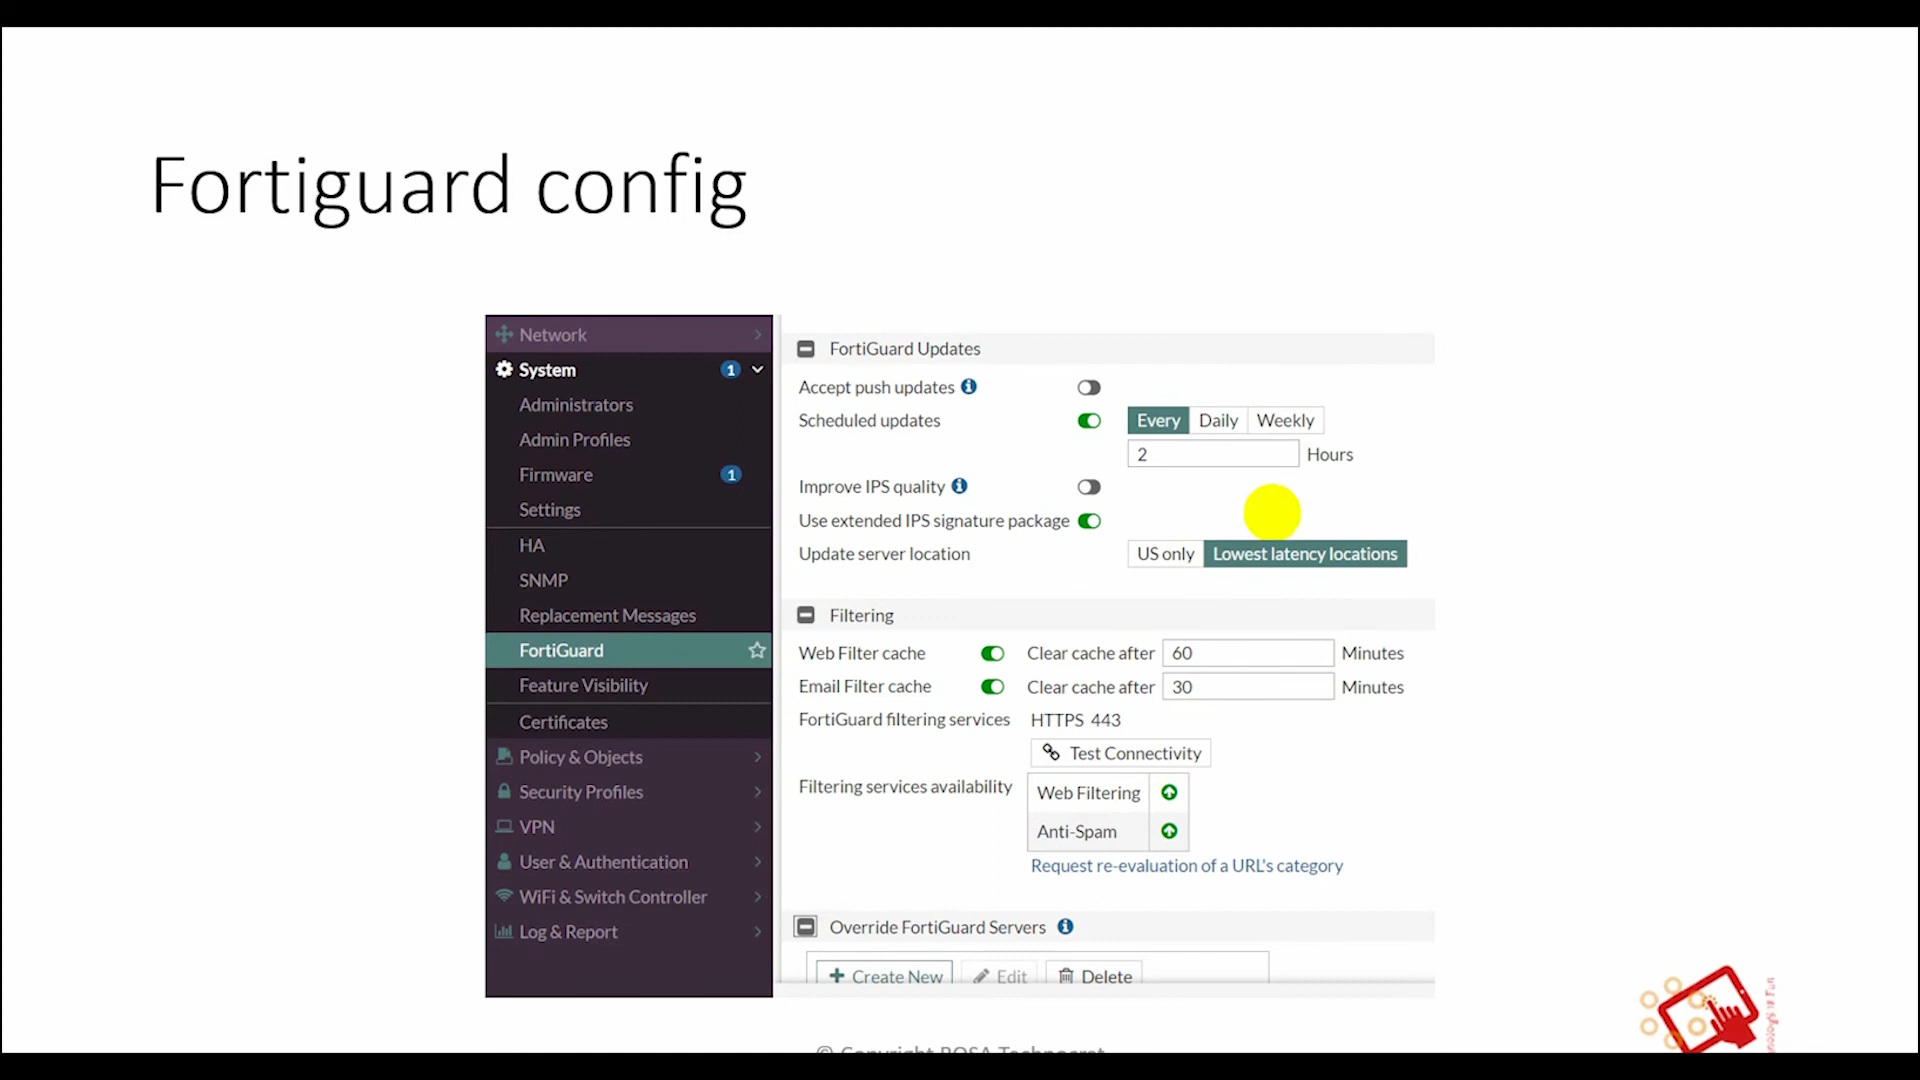 Fortiguard config
Network
System 1
Administrators
Admin Profiles
Firmware 1
Settings
HA
SNMP
Replacement Messages
FortiGuard
Feature Visibility
Certificates
Policy & Objects
Security Profiles
VPN
User & Authentication
WiFi & Switch Controller
Log & Report
FortiGuard Updates
Accept push updates
Scheduled updates Every Daily Weekly
2 Hours
Improve IPS quality
Use extended IPS signature package
Update server location US only Lowest latency locations
Filtering
Web Filter cache Clear cache after 60 Minutes
Email Filter cache Clear cache after 30 Minutes
FortiGuard filtering services HTTPS 443
Test Connectivity
Filtering services availability Web Filtering
Anti-Spam
Request re-evaluation of a URL's category
Override FortiGuard Servers
Create New Edit Delete
© Copyright ROSA Technocrat